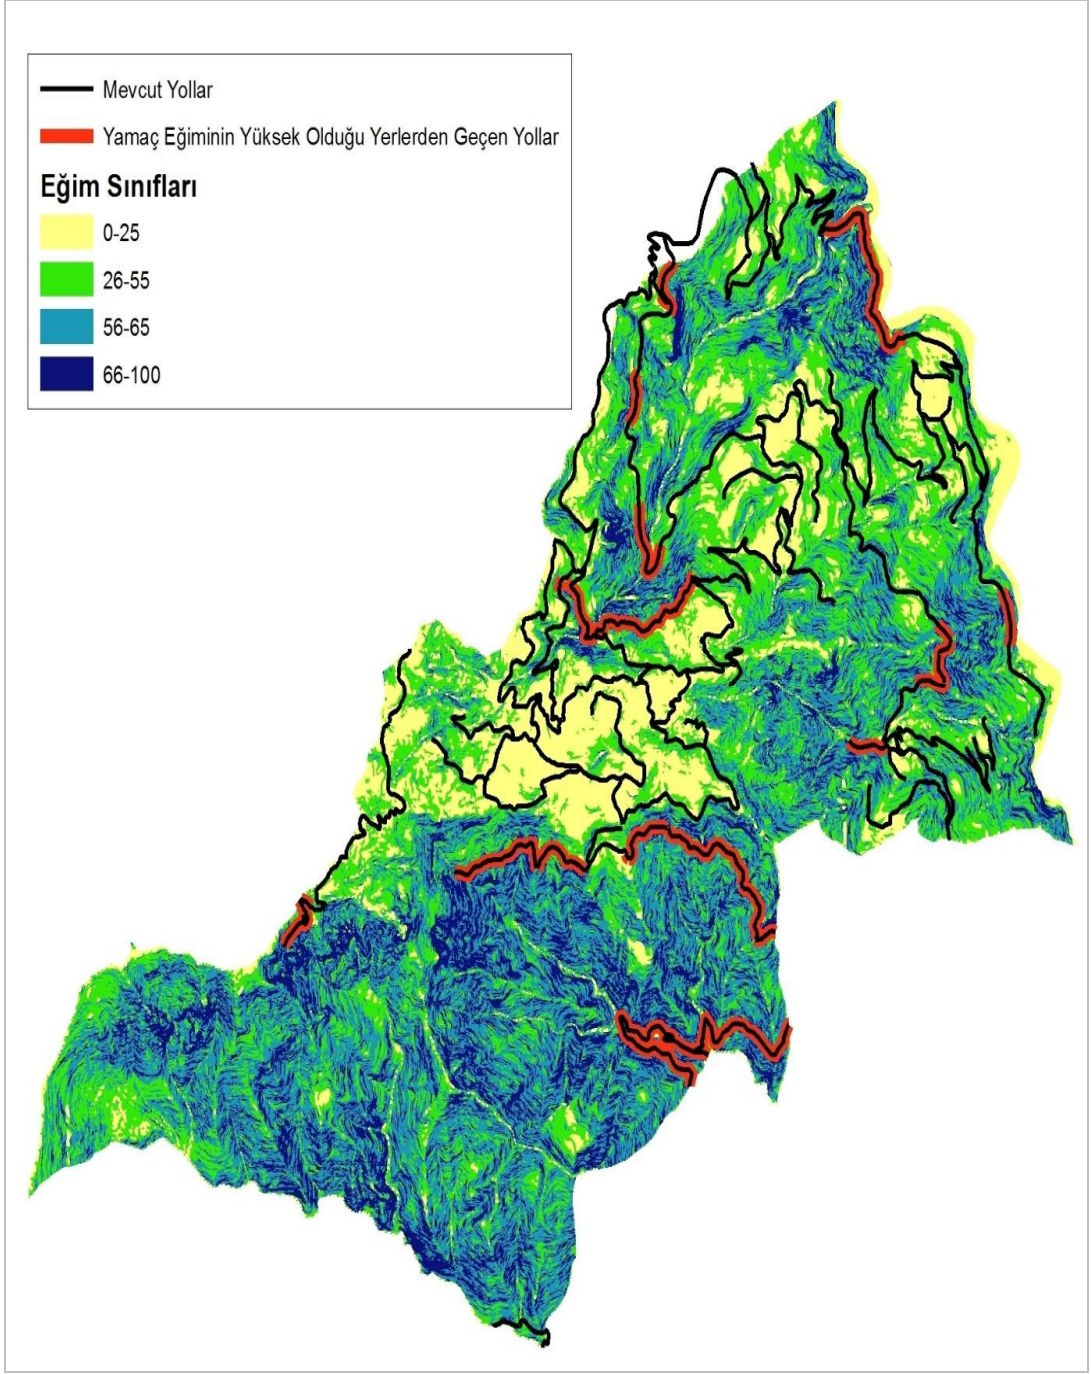 Mevcut Yollar
Yamaç Eğiminin Yüksek Olduğu Yerlerden Geçen Yollar
Eğim Sınıfları
0-25
26-55
56-65
66-100